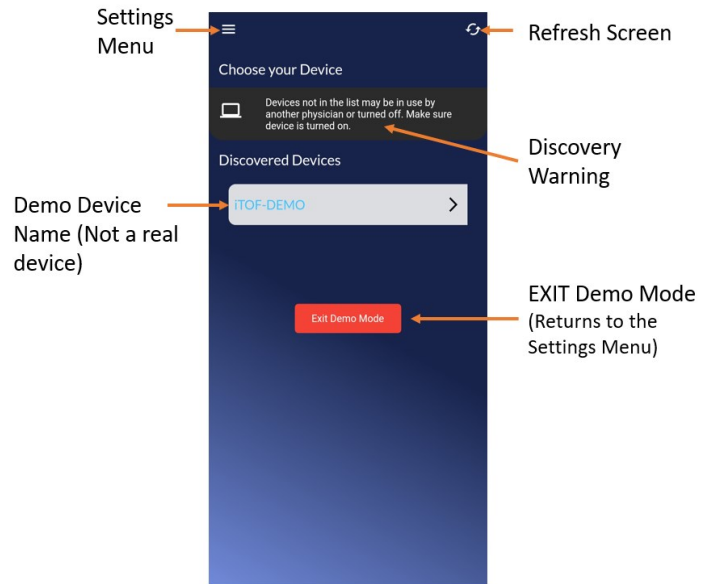 Settings
Menu
Refresh Screen
Choose your Device
Devices not in the list may be in use by
another physician or turned off. Make sure
device is turned on.
Discovery
Warning
Discovered Devices
Demo Device
Name (Not a real
device)
iTOF-DEMO
EXIT Demo Mode
(Returns to the
Settings Menu)
Exit Demo Mode